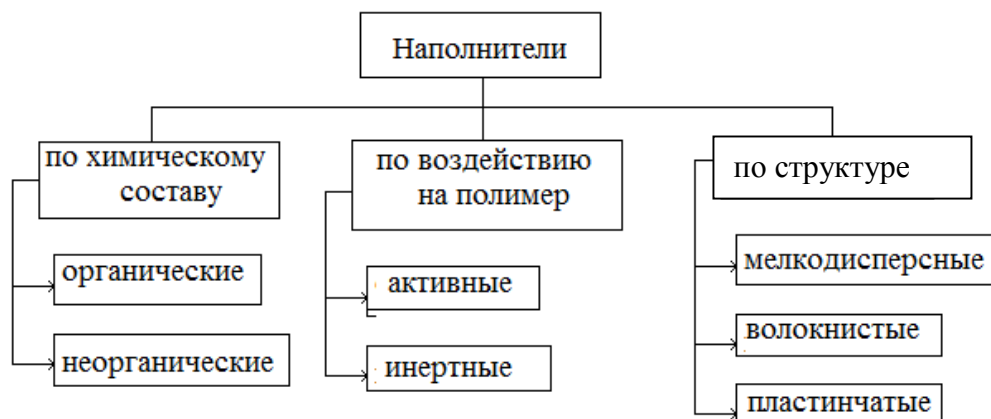 Наполнители
по химическому
составу
органические
неорганические
по воздействию
на полимер
активные
инертные
по структуре
мелкодисперсные
волокнистые
пластинчатые